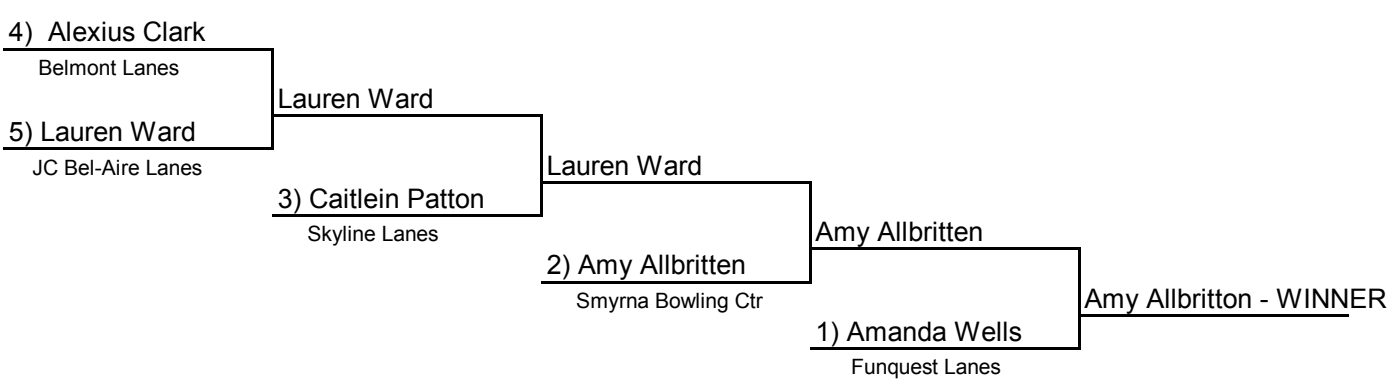 4) Alexius Clark
Belmont Lanes
Lauren Ward
5) Lauren Ward
JC Bel-Aire Lanes
Lauren Ward
3) Caitlein Patton
Skyline Lanes
Amy Allbritten
2) Amy Allbritten
Smyrna Bowling Ctr
Amy Allbritton - WINNER
1) Amanda Wells
Funquest Lanes